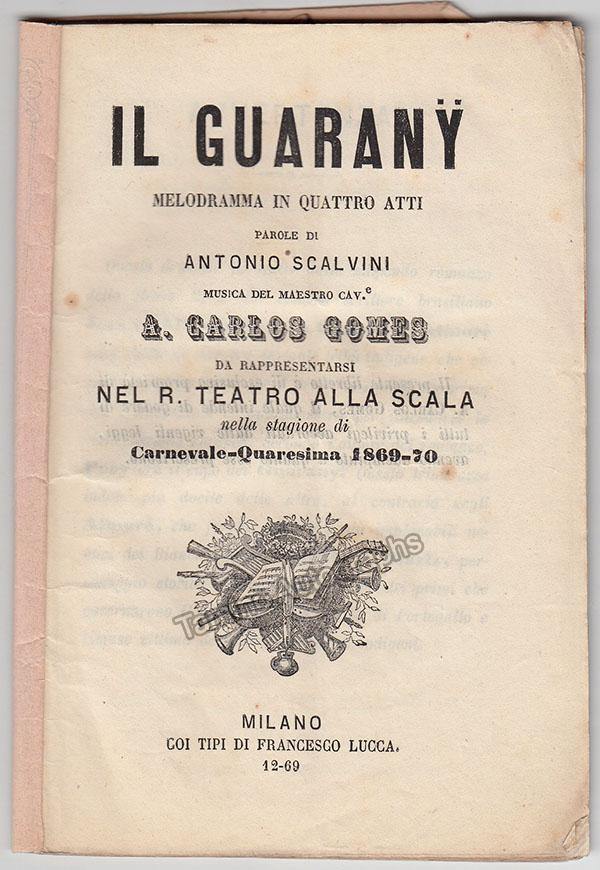 IL GUARANŸ
MELODRAMMA IN QUATTRO ATTI
PAROLE DI
ANTONIO SCALVINI
MUSICA DEL MAESTRO CAV.e
A. CARLOS GOMES
DA RAPPRESENTARSI
NEL R. TEATRO ALLA SCALA
nella stagione di
Carnevale-Quaresima 1869-70
MILANO
COI TIPI DI FRANCESCO LUCCA.
12-69